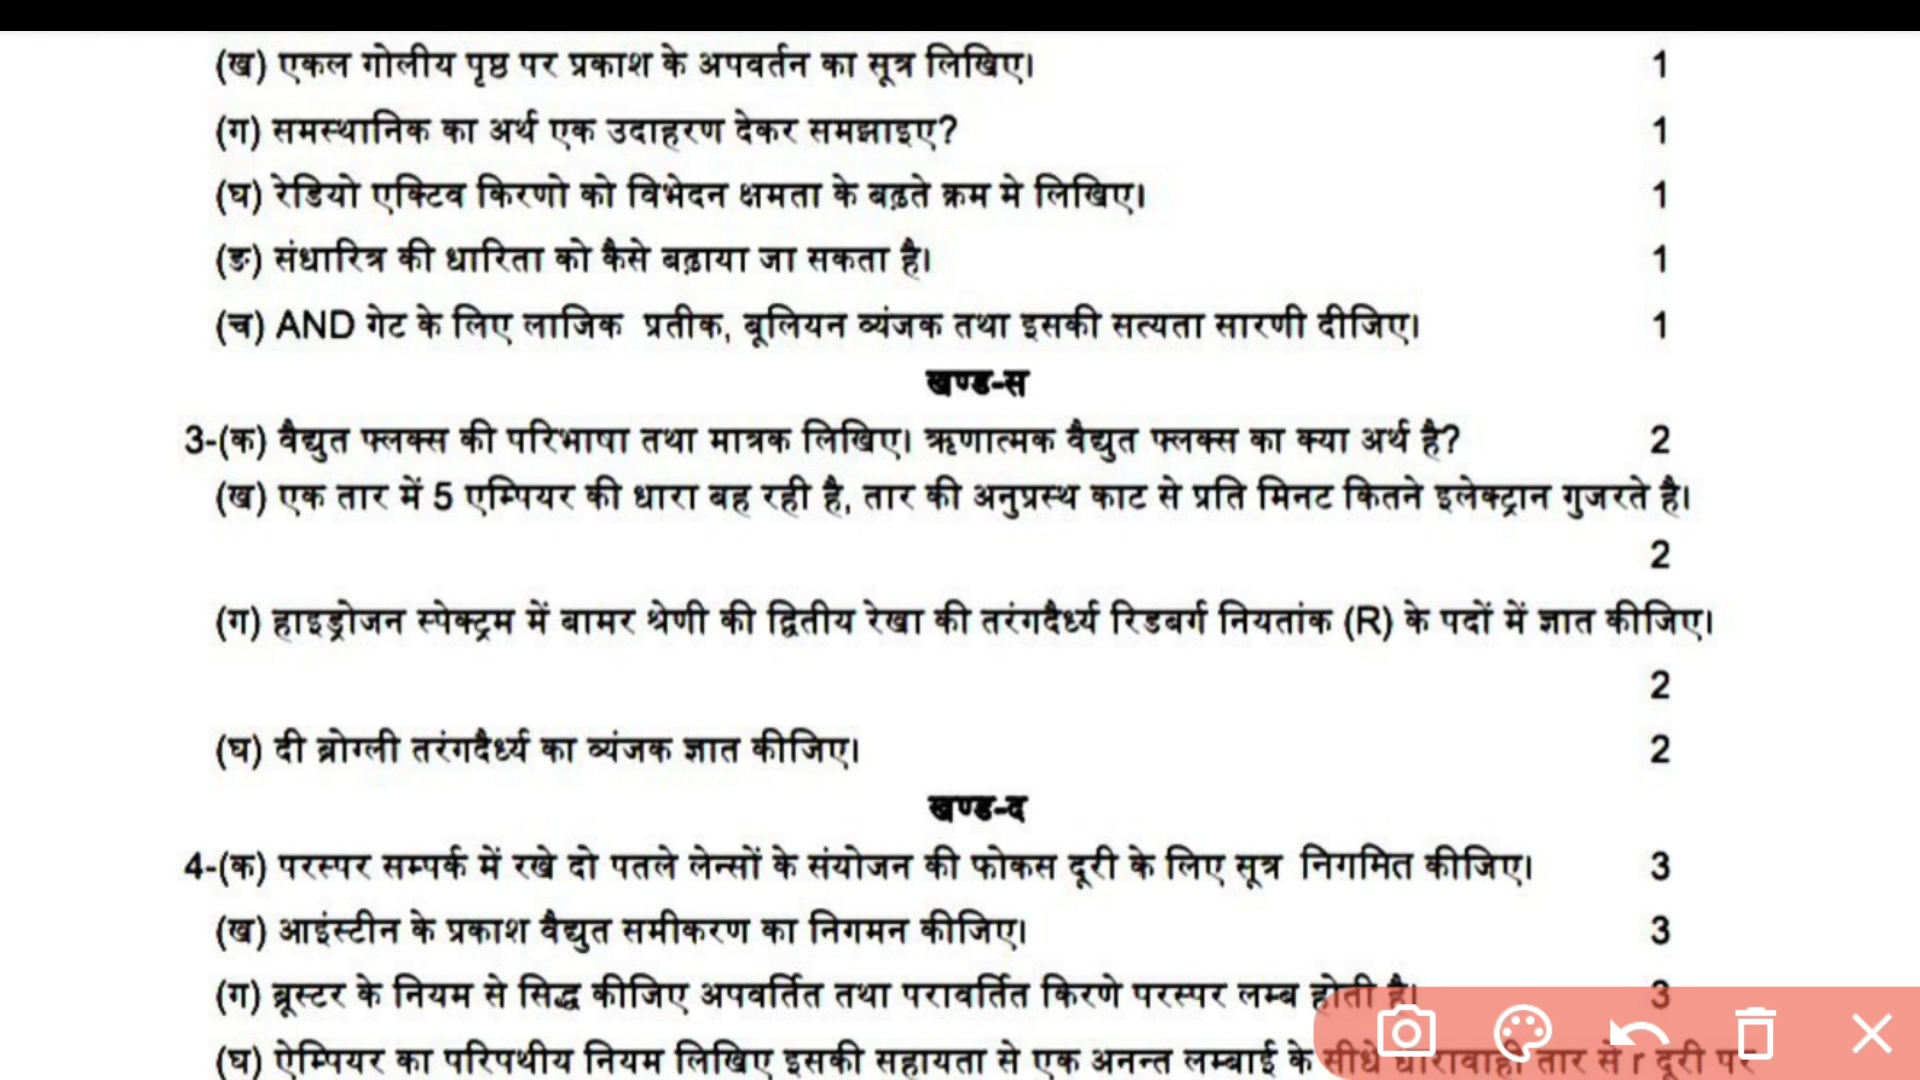 (ख) एकल गोलीय पृष्ठ पर प्रकाश के अपवर्तन का सूत्र लिखिए। 1
(ग) समस्थानिक का अर्थ एक उदाहरण देकर समझाइए? 1
(घ) रेडियो एक्टिव किरणो को विभेदन क्षमता के बढ़ते क्रम मे लिखिए। 1
(ङ) संधारित्र की धारिता को कैसे बढ़ाया जा सकता है। 1
(च) AND गेट के लिए लाजिक प्रतीक, बूलियन व्यंजक तथा इसकी सत्यता सारणी दीजिए। 1
खण्ड-स
3-(क) वैद्युत फ्लक्स की परिभाषा तथा मात्रक लिखिए। ऋणात्मक वैद्युत फ्लक्स का क्या अर्थ है? 2
(ख) एक तार में 5 एम्पियर की धारा बह रही है, तार की अनुप्रस्थ काट से प्रति मिनट कितने इलेक्ट्रान गुजरते है।
2
(ग) हाइड्रोजन स्पेक्ट्रम में बामर श्रेणी की द्वितीय रेखा की तरंगदैर्ध्य रिडबर्ग नियतांक (R) के पदों में ज्ञात कीजिए।
2
(घ) दी ब्रोग्ली तरंगदैर्ध्य का व्यंजक ज्ञात कीजिए। 2
खण्ड-द
4-(क) परस्पर सम्पर्क में रखे दो पतले लेन्सों के संयोजन की फोकस दूरी के लिए सूत्र निगमित कीजिए। 3
(ख) आइंस्टीन के प्रकाश वैद्युत समीकरण का निगमन कीजिए। 3
(ग) ब्रूस्टर के नियम से सिद्ध कीजिए अपवर्तित तथा परावर्तित किरणे परस्पर लम्ब होती है। 3
(घ) ऐम्पियर का परिपथीय नियम लिखिए इसकी सहायता से एक अनन्त लम्बाई के सीधे धारावाही तार से r दूरी पर